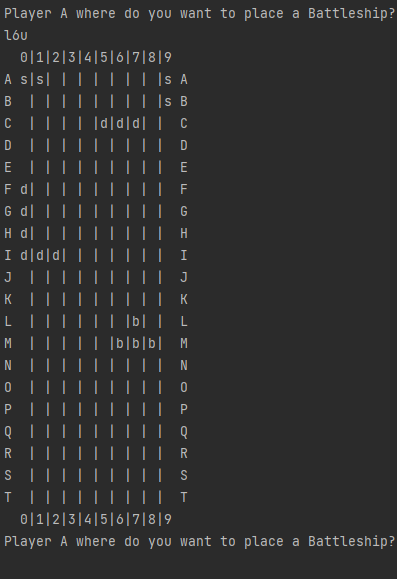 Player A where do you want to place a Battleship?
l6u
  0|1|2|3|4|5|6|7|8|9
A s|s| | | | | | | |s A
B  | | | | | | | | |s B
C  | | | | |d|d|d| |  C
D  | | | | | | | | |  D
E  | | | | | | | | |  E
F d| | | | | | | | |  F
G d| | | | | | | | |  G
H d| | | | | | | | |  H
I d|d|d| | | | | | |  I
J  | | | | | | | | |  J
K  | | | | | | | | |  K
L  | | | | | | |b| |  L
M  | | | | | |b|b|b|  M
N  | | | | | | | | |  N
O  | | | | | | | | |  O
P  | | | | | | | | |  P
Q  | | | | | | | | |  Q
R  | | | | | | | | |  R
S  | | | | | | | | |  S
T  | | | | | | | | |  T
  0|1|2|3|4|5|6|7|8|9
Player A where do you want to place a Battleship?